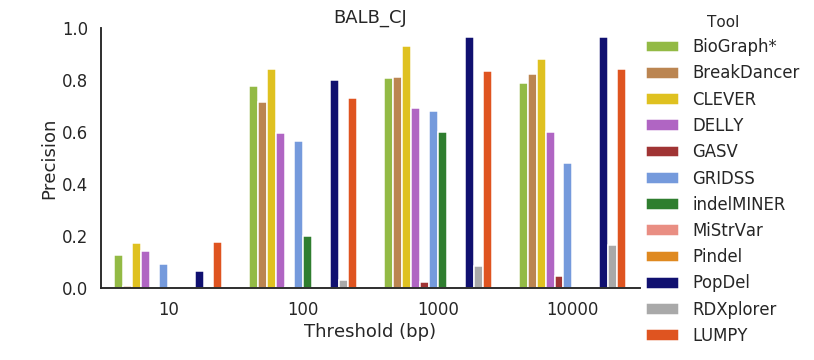 BALB_CJ
Precision
1.0
0.8
0.6
0.4
0.2
0.0
10
100
1000
10000
Threshold (bp)
Tool
BioGraph*
BreakDancer
CLEVER
DELLY
GASV
GRIDSS
indelMINER
MiStrVar
Pindel
PopDel
RDXplorer
LUMPY